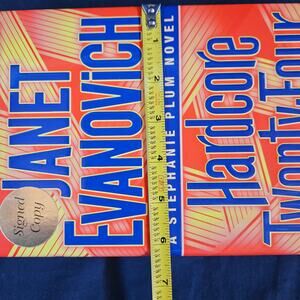 JANET
EVANOVICH
Signed
Copy
A STEPHANIE PLUM NOVEL
Hardcore
Twenty-Four
1
2
3
4
5
6
7